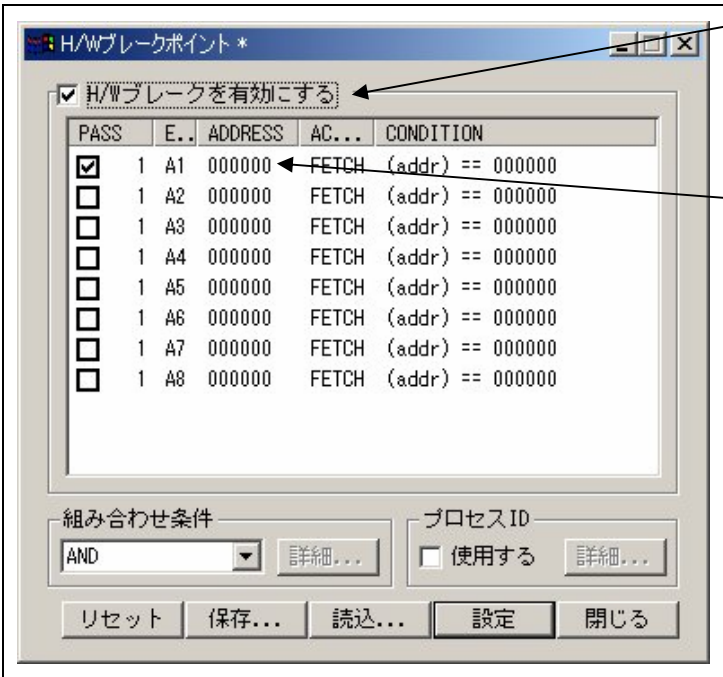 H/Wブレークポイント *
H/Wブレークを有効にする
PASS E.. ADDRESS AC... CONDITION
1 A1 000000 FETCH (addr) == 000000
1 A2 000000 FETCH (addr) == 000000
1 A3 000000 FETCH (addr) == 000000
1 A4 000000 FETCH (addr) == 000000
1 A5 000000 FETCH (addr) == 000000
1 A6 000000 FETCH (addr) == 000000
1 A7 000000 FETCH (addr) == 000000
1 A8 000000 FETCH (addr) == 000000
組み合わせ条件 プロセスID
AND 詳細... 使用する 詳細...
リセット 保存... 読込... 設定 閉じる